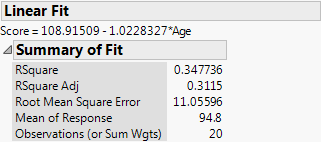 Linear Fit
Score = 108.91509 - 1.0228327*Age
Summary of Fit
RSquare 0.347736
RSquare Adj 0.3115
Root Mean Square Error 11.05596
Mean of Response 94.8
Observations (or Sum Wgts) 20